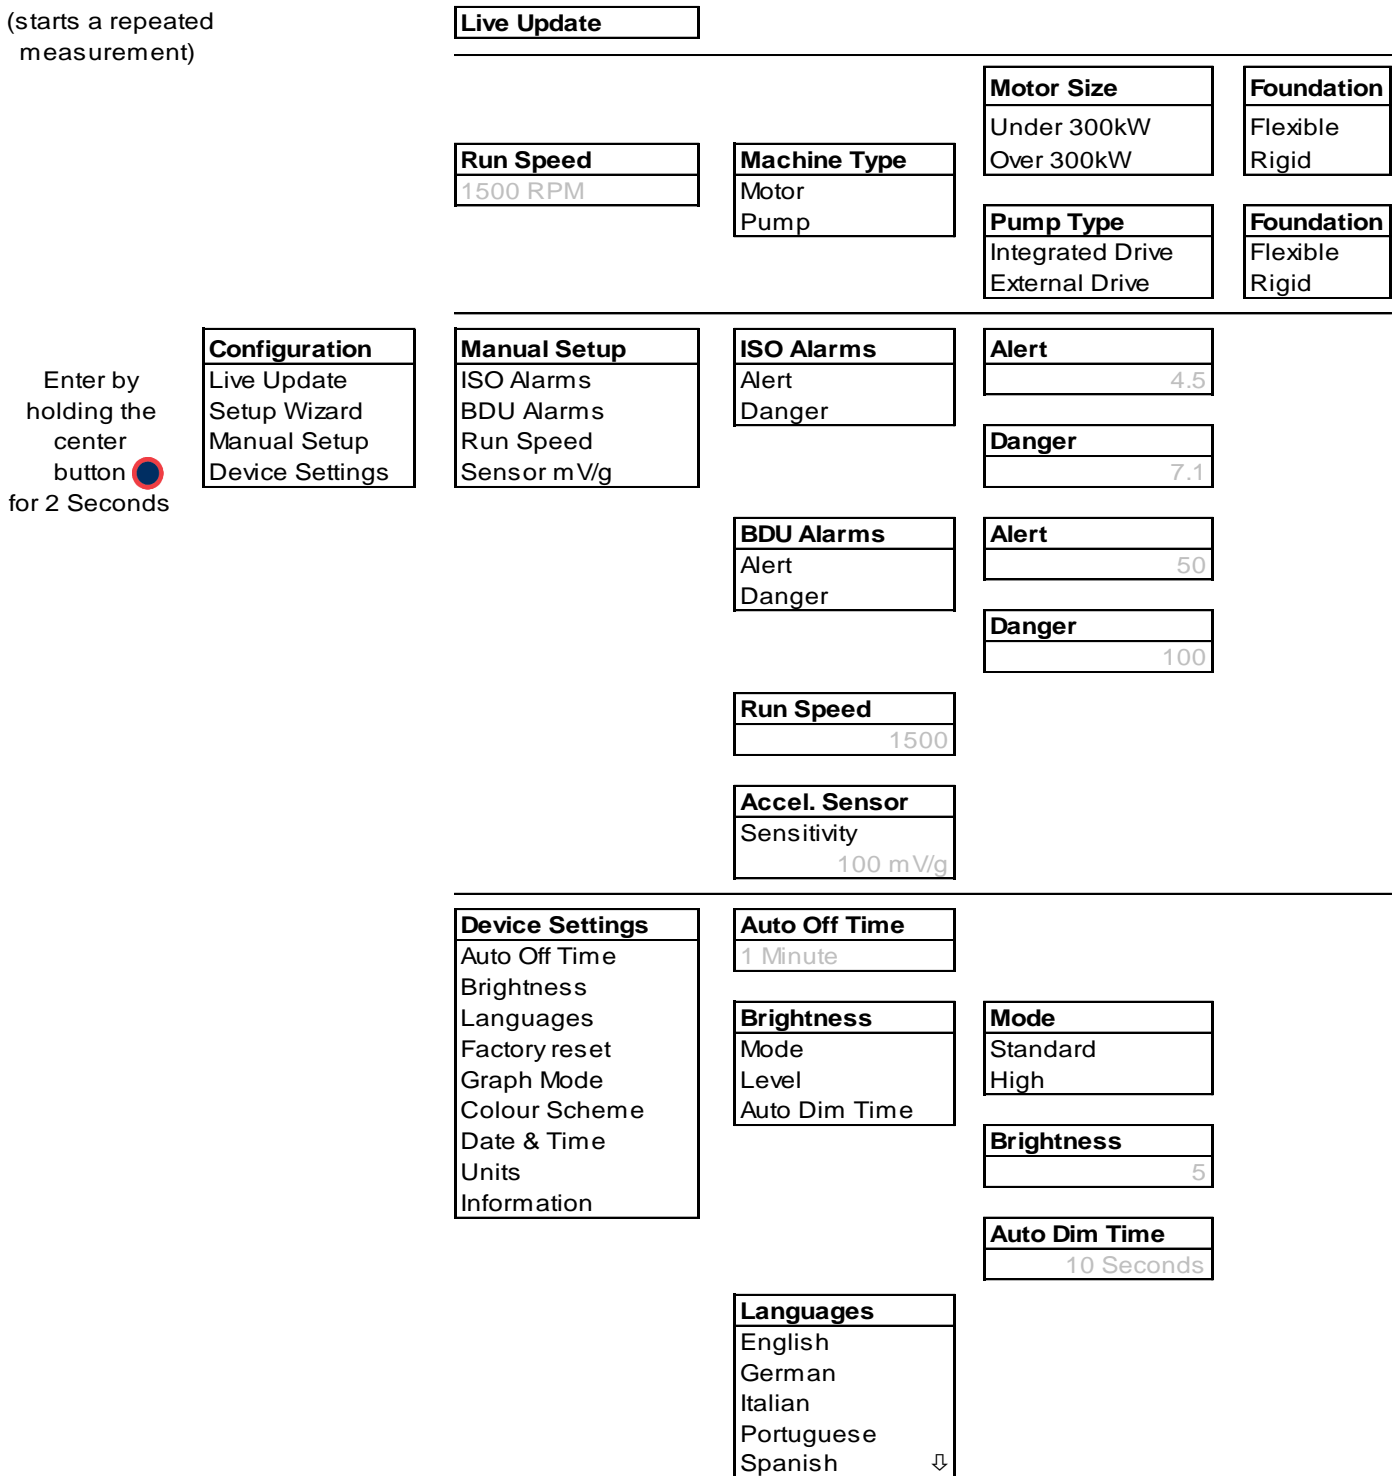 (starts a repeated
measurement)
Live Update
Motor Size
Under 300kW
Over 300kW
Foundation
Flexible
Rigid
Run Speed
1500 RPM
Machine Type
Motor
Pump
Pump Type
Integrated Drive
External Drive
Foundation
Flexible
Rigid
Enter by
holding the
center
button
for 2 Seconds
Configuration
Live Update
Setup Wizard
Manual Setup
Device Settings
Manual Setup
ISO Alarms
BDU Alarms
Run Speed
Sensor mV/g
ISO Alarms
Alert
Danger
Alert
4.5
Danger
7.1
BDU Alarms
Alert
Danger
Alert
50
Danger
100
Run Speed
1500
Accel. Sensor
Sensitivity
100 mV/g
Device Settings
Auto Off Time
Brightness
Languages
Factory reset
Graph Mode
Colour Scheme
Date & Time
Units
Information
Auto Off Time
1 Minute
Brightness
Mode
Level
Auto Dim Time
Mode
Standard
High
Brightness
5
Auto Dim Time
10 Seconds
Languages
English
German
Italian
Portuguese
Spanish ⇩